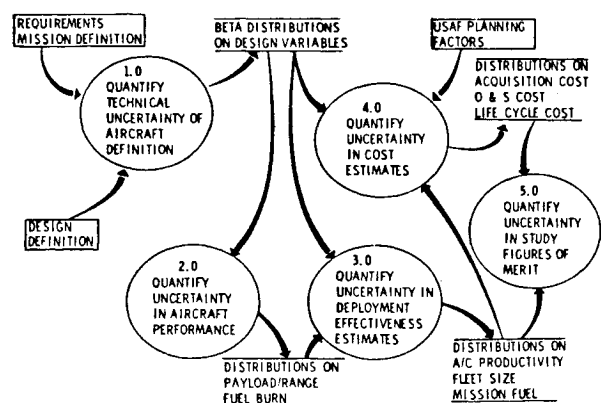 REQUIREMENTS
MISSION DEFINITION
BETA DISTRIBUTIONS
ON DESIGN VARIABLES
USAF PLANNING
FACTORS
DISTRIBUTIONS ON
ACQUISITION COST
O & S COST
LIFE CYCLE COST
1.0
QUANTIFY
TECHNICAL
UNCERTAINTY OF
AIRCRAFT
DEFINITION
4.0
QUANTIFY
UNCERTAINTY
IN COST
ESTIMATES
5.0
QUANTIFY
UNCERTAINTY
IN STUDY
FIGURES OF
MERIT
DESIGN
DEFINITION
2.0
QUANTIFY
UNCERTAINTY
IN AIRCRAFT
PERFORMANCE
3.0
QUANTIFY
UNCERTAINTY IN
DEPLOYMENT
EFFECTIVENESS
ESTIMATES
DISTRIBUTIONS ON
PAYLOAD/RANGE
FUEL BURN
DISTRIBUTIONS ON
A/C PRODUCTIVITY
FLEET SIZE
MISSION FUEL